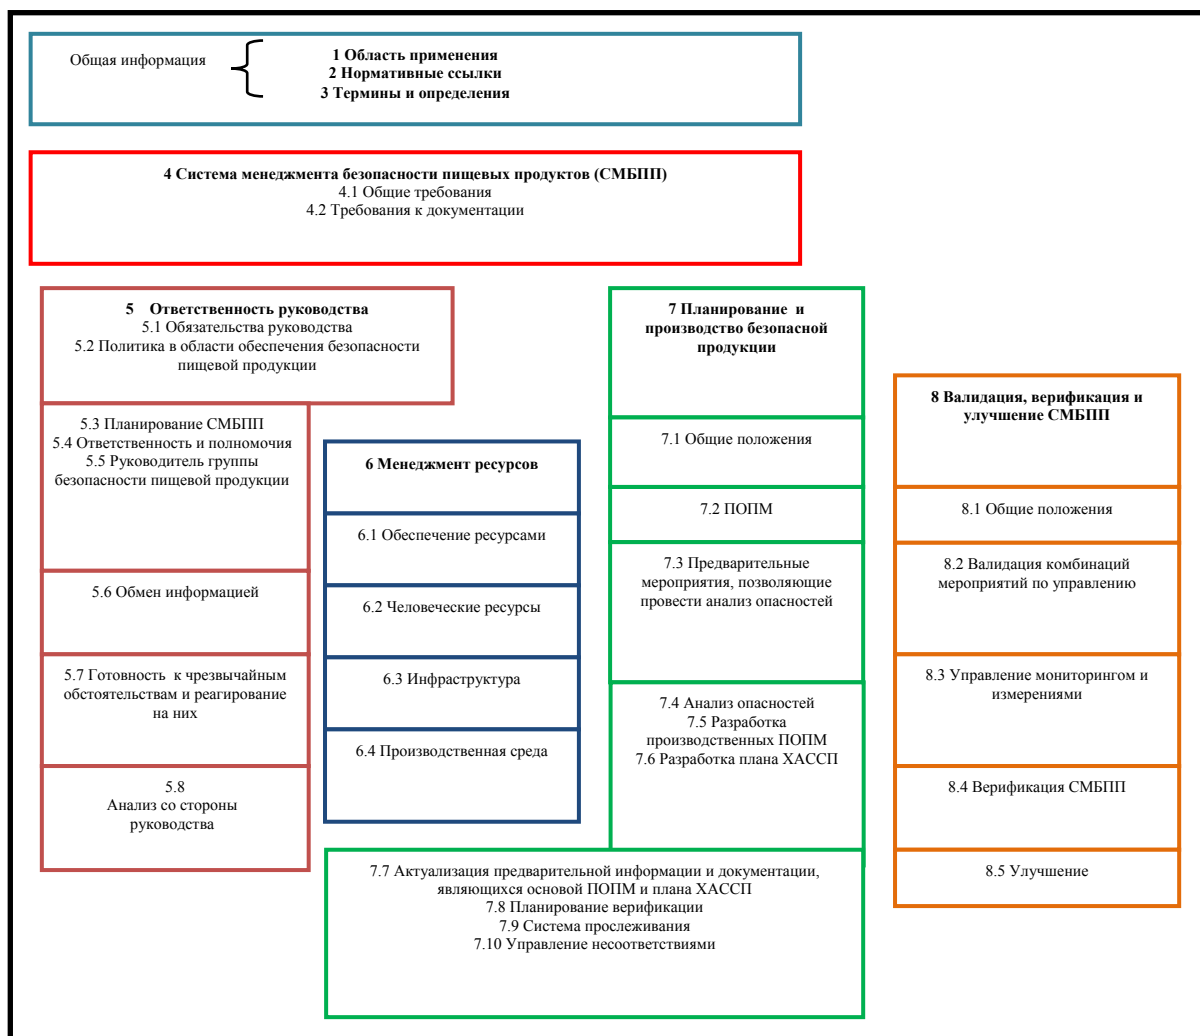 Общая информация
1 Область применения
2 Нормативные ссылки
3 Термины и определения
4 Система менеджмента безопасности пищевых продуктов (СМБПП)
4.1 Общие требования
4.2 Требования к документации
5 Ответственность руководства
5.1 Обязательства руководства
5.2 Политика в области обеспечения безопасности
пищевой продукции
5.3 Планирование СМБПП
5.4 Ответственность и полномочия
5.5 Руководитель группы
безопасности пищевой продукции
5.6 Обмен информацией
5.7 Готовность к чрезвычайным
обстоятельствам и реагирование
на них
5.8
Анализ со стороны
руководства
6 Менеджмент ресурсов
6.1 Обеспечение ресурсами
6.2 Человеческие ресурсы
6.3 Инфраструктура
6.4 Производственная среда
7 Планирование и
производство безопасной
продукции
7.1 Общие положения
7.2 ПОПМ
7.3 Предварительные
мероприятия, позволяющие
провести анализ опасностей
7.4 Анализ опасностей
7.5 Разработка
производственных ПОПМ
7.6 Разработка плана ХАССП
7.7 Актуализация предварительной информации и документации,
являющихся основой ПОПМ и плана ХАССП
7.8 Планирование верификации
7.9 Система прослеживания
7.10 Управление несоответствиями
8 Валидация, верификация и
улучшение СМБПП
8.1 Общие положения
8.2 Валидация комбинаций
мероприятий по управлению
8.3 Управление мониторингом и
измерениями
8.4 Верификация СМБПП
8.5 Улучшение